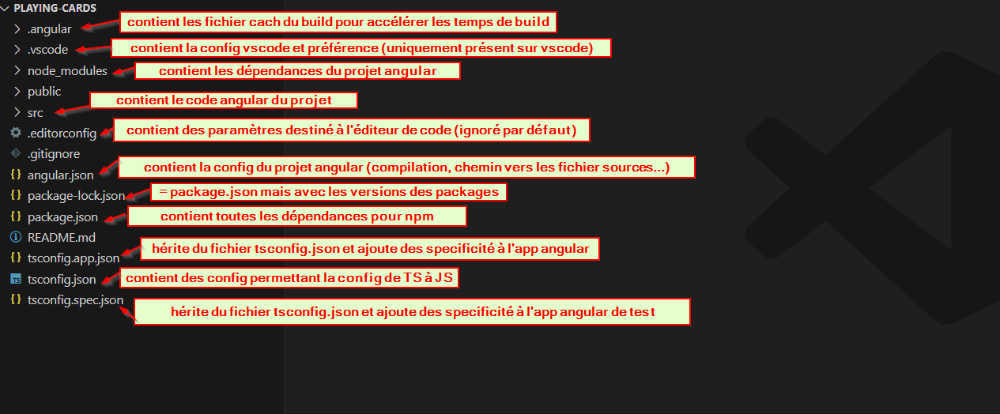 PLAYING-CARDS
.angular contient les fichier cach du build pour accélérer les temps de build
.vscode contient la config vscode et préférence (uniquement présent sur vscode)
node_modules contient les dépendances du projet angular
public
contient le code angular du projet
src
.editorconfig contient des paramètres destiné à l'éditeur de code (ignoré par défaut)
.gitignore
angular.json contient la config du projet angular (compilation, chemin vers les fichier sources...)
package-lock.json = package.json mais avec les versions des packages
package.json contient toutes les dépendances pour npm
README.md
tsconfig.app.json hérite du fichier tsconfig.json et ajoute des specificité à l'app angular
TS tsconfig.json contient des config permettant la config de TS à JS
tsconfig.spec.json hérite du fichier tsconfig.json et ajoute des specificité à l'app angular de test